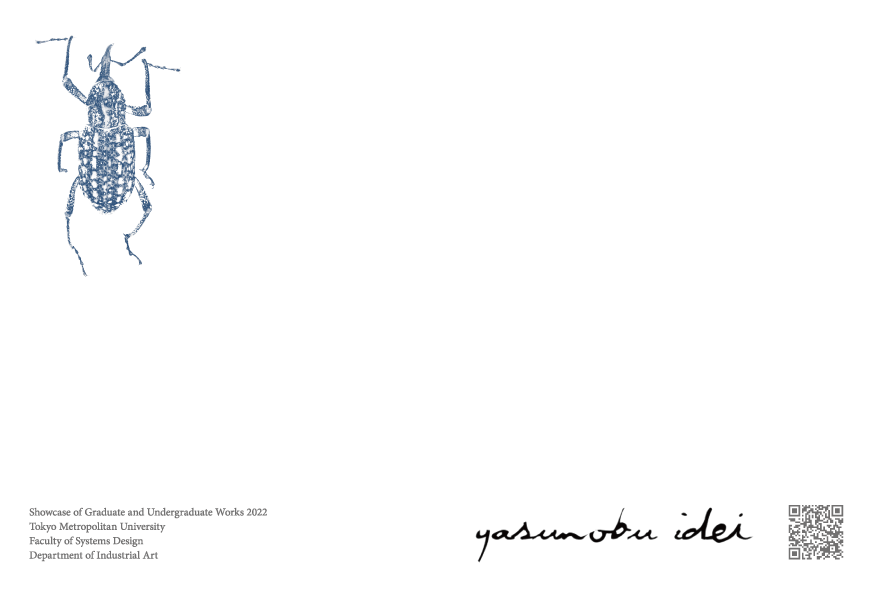 Showcase of Graduate and Undergraduate Works 2022
Tokyo Metropolitan University
Faculty of Systems Design
Department of Industrial Art
yasunobu idei